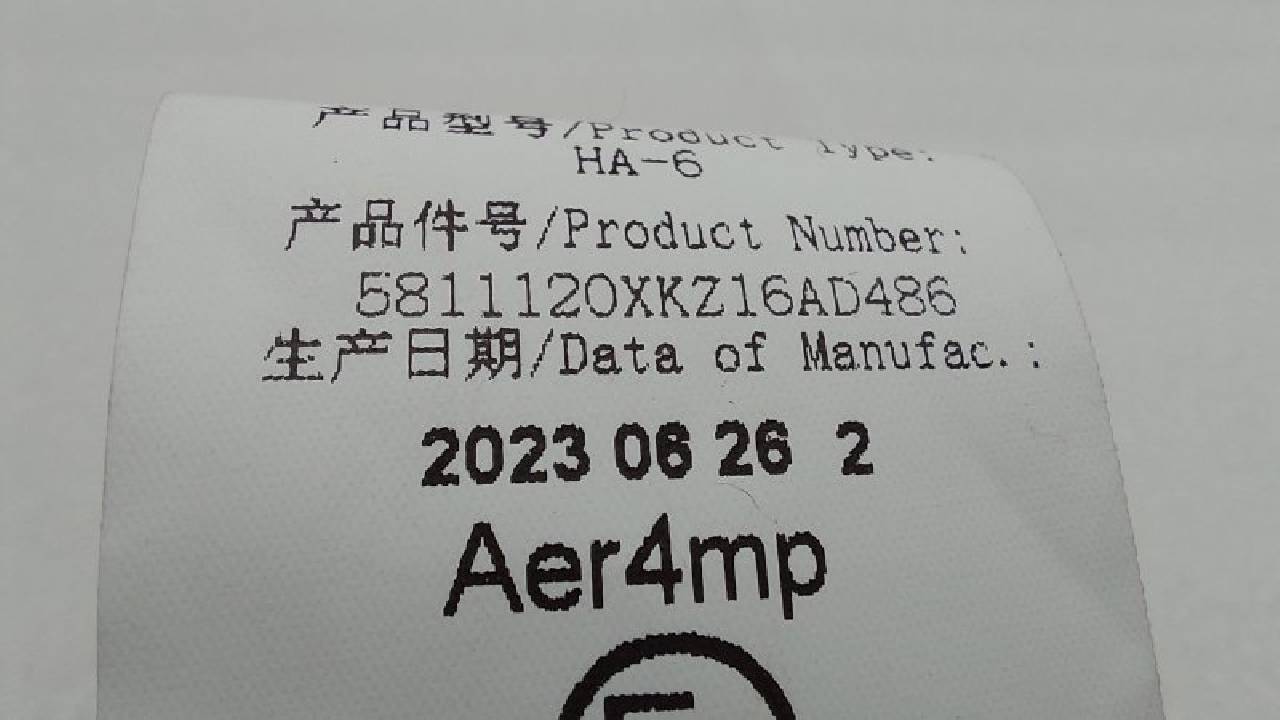 产品型号/Product Type:
HA-6
产品件号/Product Number:
5811120XKZ16AD486
生产日期/Data of Manufac.:
2023 06 26 2
Aer4mp
E